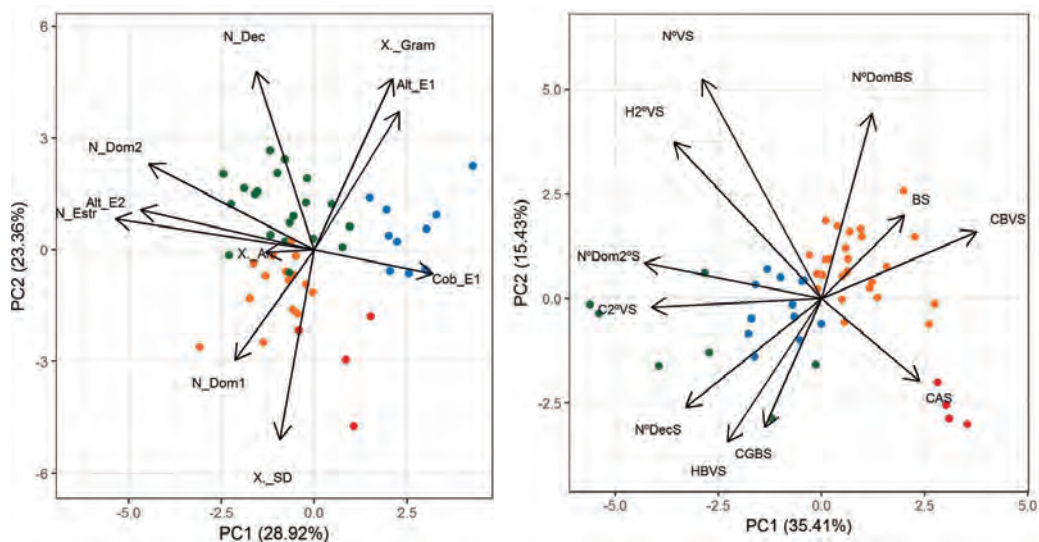 6
3
0
-3
-6
PC2 (23.36%)
-5.0
-2.5
0.0
2.5
PC1 (28.92%)
N_Dec
X._Gram
Alt_E1
N_Dom2
Alt_E2
N_Estr
Cob_E1
N_Dom1
X._SD
5.0
2.5
0.0
-2.5
PC2 (15.43%)
-5.0
-2.5
0.0
2.5
5.0
PC1 (35.41%)
NºVS
NºDomBS
H2ºVS
BS
CBVS
NºDom2ºS
C2ºVS
CAS
NºDecS
CGBS
HBVS